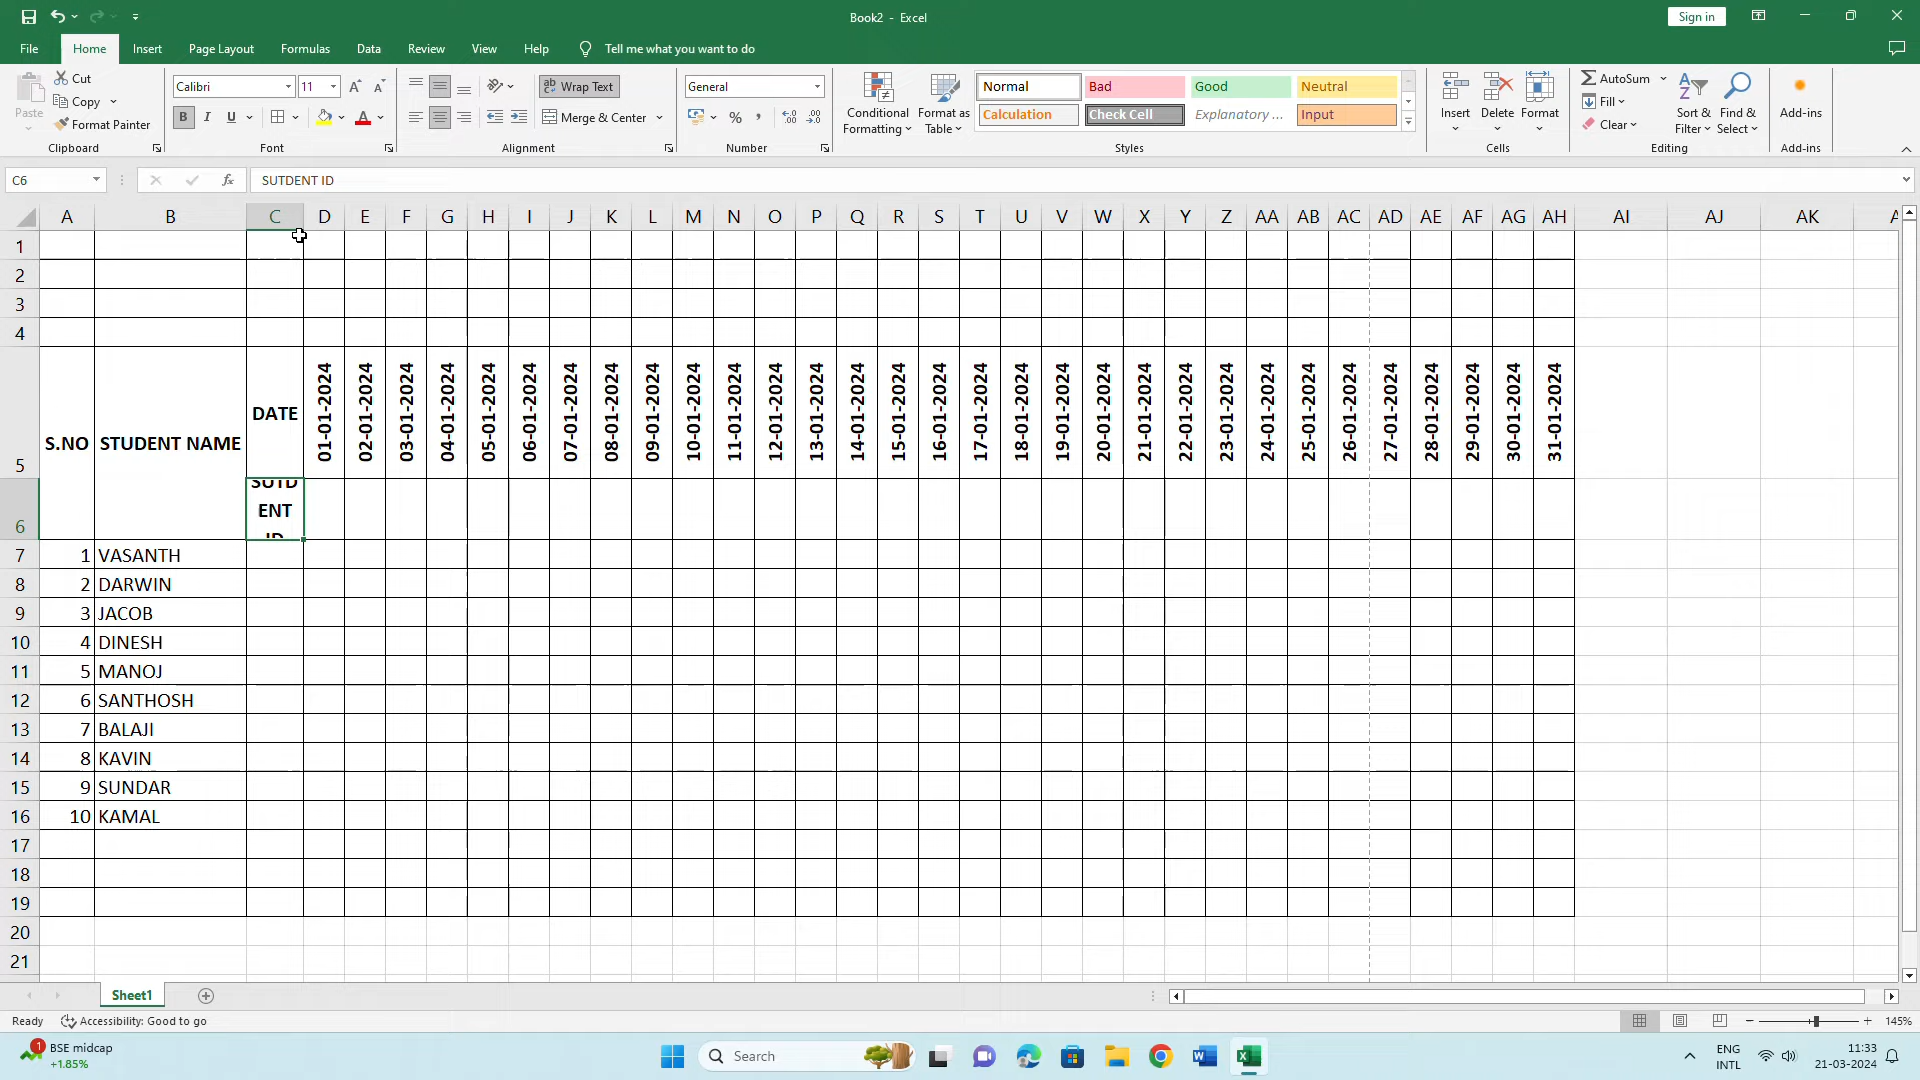 Book2 - Excel
Sign in
File Home Insert Page Layout Formulas Data Review View Help Tell me what you want to do
Paste
Cut
Copy
Format Painter
Clipboard
Calibri 11
B I U
Font
Wrap Text
Merge & Center
Alignment
General
Number
Conditional Formatting
Format as Table
Normal Bad Good Neutral
Calculation Check Cell Explanatory ... Input
Styles
Insert Delete Format
Cells
AutoSum
Fill
Clear
Sort & Filter
Find & Select
Editing
Add-ins
Add-ins
C6 fx SUTDENT ID
A B C D E F G H I J K L M N O P Q R S T U V W X Y Z AA AB AC AD AE AF AG AH AI AJ AK
1
2
3
4
5 S.NO STUDENT NAME DATE 01-01-2024 02-01-2024 03-01-2024 04-01-2024 05-01-2024 06-01-2024 07-01-2024 08-01-2024 09-01-2024 10-01-2024 11-01-2024 12-01-2024 13-01-2024 14-01-2024 15-01-2024 16-01-2024 17-01-2024 18-01-2024 19-01-2024 20-01-2024 21-01-2024 22-01-2024 23-01-2024 24-01-2024 25-01-2024 26-01-2024 27-01-2024 28-01-2024 29-01-2024 30-01-2024 31-01-2024
6 SUTD
ENT
ID
7 1 VASANTH
8 2 DARWIN
9 3 JACOB
10 4 DINESH
11 5 MANOJ
12 6 SANTHOSH
13 7 BALAJI
14 8 KAVIN
15 9 SUNDAR
16 10 KAMAL
17
18
19
20
21
Sheet1
Ready Accessibility: Good to go 145%
1 BSE midcap
+1.85%
Search
ENG
INTL
11:33
21-03-2024